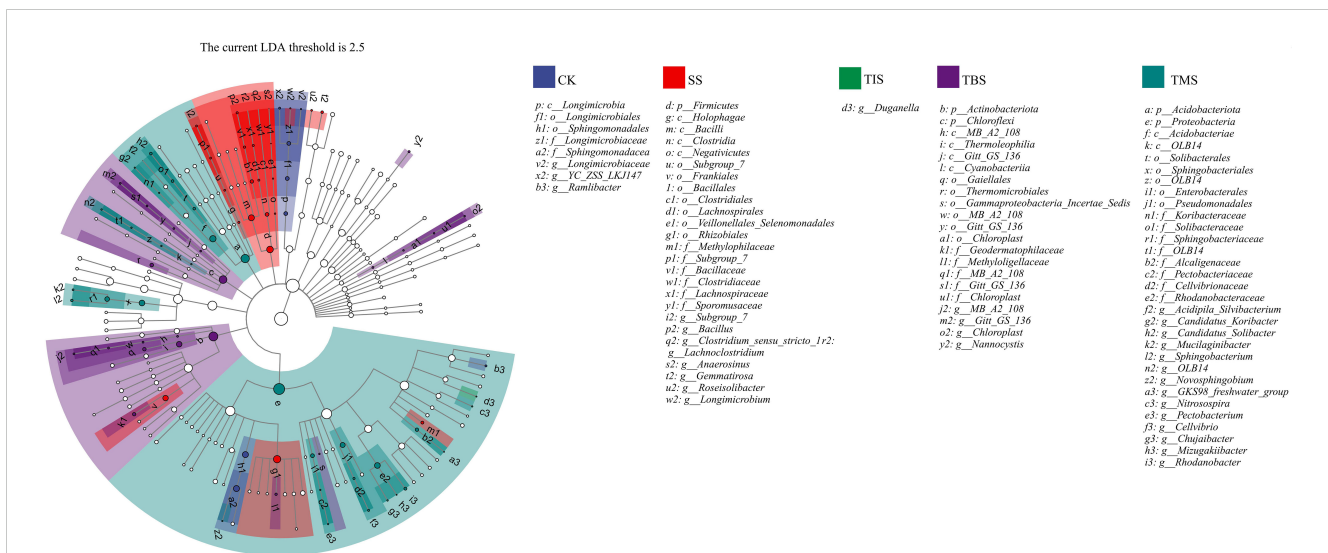 The current LDA threshold is 2.5
CK
p: c__Longimicrobia
f1: o__Longimicrobiales
h1: o__Sphingomonadales
z1: f__Longimicrobiaceae
a2: f__Sphingomonadacea
v2: g__Longimicrobiaceae
x2: g__YC_ZSS_LKJ147
b3: g__Ramlibacter
SS
d: p__Firmicutes
g: c__Holophagae
m: c__Bacilli
n: c__Clostridia
o: c__Negativicutes
u: o__Subgroup_7
v: o__Frankiales
l: o__Bacillales
c1: o__Clostridiales
d1: o__Lachnospirales
e1: o__Veillonellales_Selenomonadales
g1: o__Rhizobiales
m1: f__Methylophilaceae
p1: f__Subgroup_7
v1: f__Bacillaceae
w1: f__Clostridiaceae
x1: f__Lachnospiraceae
y1: f__Sporomusaceae
i2: g__Subgroup_7
p2: g__Bacillus
q2: g__Clostridium_sensu_stricto_1r2:
g__Lachnoclostridium
s2: g__Anaerosinus
t2: g__Gemmatirosa
u2: g__Roseisolibacter
w2: g__Longimicrobium
TIS
d3: g__Duganella
TBS
b: p__Actinobacteriota
c: p__Chloroflexi
h: c__MB_A2_108
i: c__Thermoleophilia
j: c__Gitt_GS_136
l: c__Cyanobacteriia
q: o__Gaiellales
r: o__Thermomicrobiales
s: o__Gammaproteobacteria_Incertae_Sedis
w: o__MB_A2_108
y: o__Gitt_GS_136
a1: o__Chloroplast
k1: f__Geodermatophilaceae
l1: f__Methyloligellaceae
q1: f__MB_A2_108
s1: f__Gitt_GS_136
u1: f__Chloroplast
j2: g__MB_A2_108
m2: g__Gitt_GS_136
o2: g__Chloroplast
y2: g__Nannocystis
TMS
a: p__Acidobacteriota
e: p__Proteobacteria
f: c__Acidobacteriae
k: c__OLB14
t: o__Solibacterales
x: o__Sphingobacteriales
z: o__OLB14
i1: o__Enterobacterales
j1: o__Pseudomonadales
n1: f__Koribacteraceae
o1: f__Solibacteraceae
r1: f__Sphingobacteriaceae
t1: f__OLB14
b2: f__Alcaligenaceae
c2: f__Pectobacteriaceae
d2: f__Cellvibrionaceae
e2: f__Rhodanobacteraceae
f2: g__Acidipila_Silvibacterium
g2: g__Candidatus_Koribacter
h2: g__Candidatus_Solibacter
k2: g__Mucilaginibacter
l2: g__Sphingobacterium
n2: g__OLB14
z2: g__Novosphingobium
a3: g__GKS98_freshwater_group
c3: g__Nitrosospira
e3: g__Pectobacterium
f3: g__Cellvibrio
g3: g__Chujaibacter
h3: g__Mizugakiibacter
i3: g__Rhodanobacter